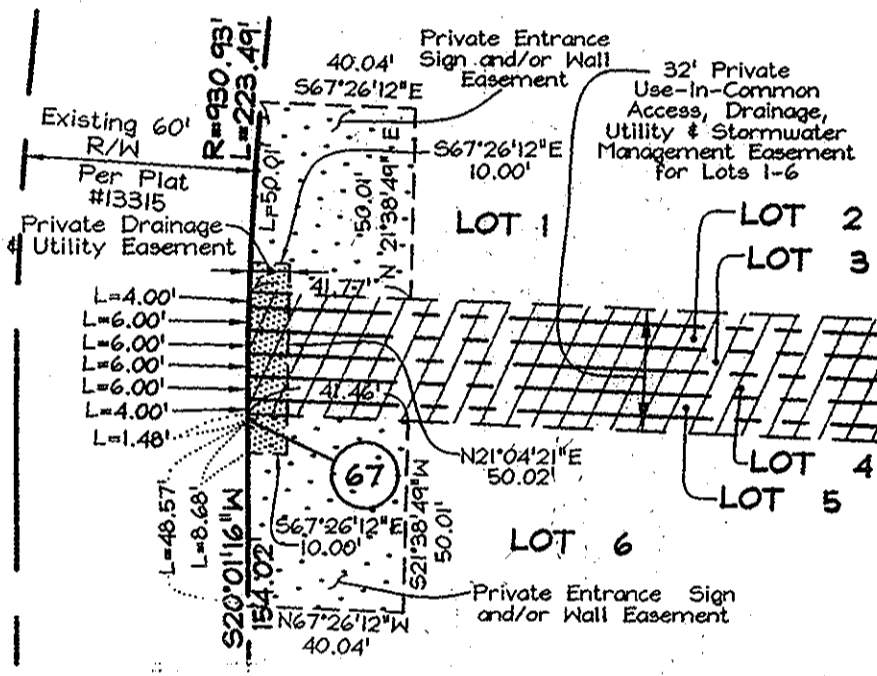 R=930.93'
L=223.49'
40.04'
S67°26'12"E
Private Entrance
Sign and/or Wall
Easement
32' Private
Use-In-Common
Access, Drainage,
Utility & Stormwater
Management Easement
for Lots 1-6
Existing 60'
R/W
Per Plat
#13315
L=50.01'
50.01'
N 21°38'49" E
S67°26'12"E
10.00'
LOT 1
LOT 2
LOT 3
Private Drainage
& Utility Easement
41.77'
L=4.00'
L=6.00'
L=6.00'
L=6.00'
L=6.00'
L=4.00'
L=1.48'
41.46'
N21°04'21"E
50.02'
LOT 4
LOT 5
67
L=48.57'
L=8.68'
S67°26'12"E
10.00'
S21°38'49"W
50.01'
LOT 6
S20°01'16"W
154.02'
Private Entrance Sign
and/or Wall Easement
N67°26'12"W
40.04'